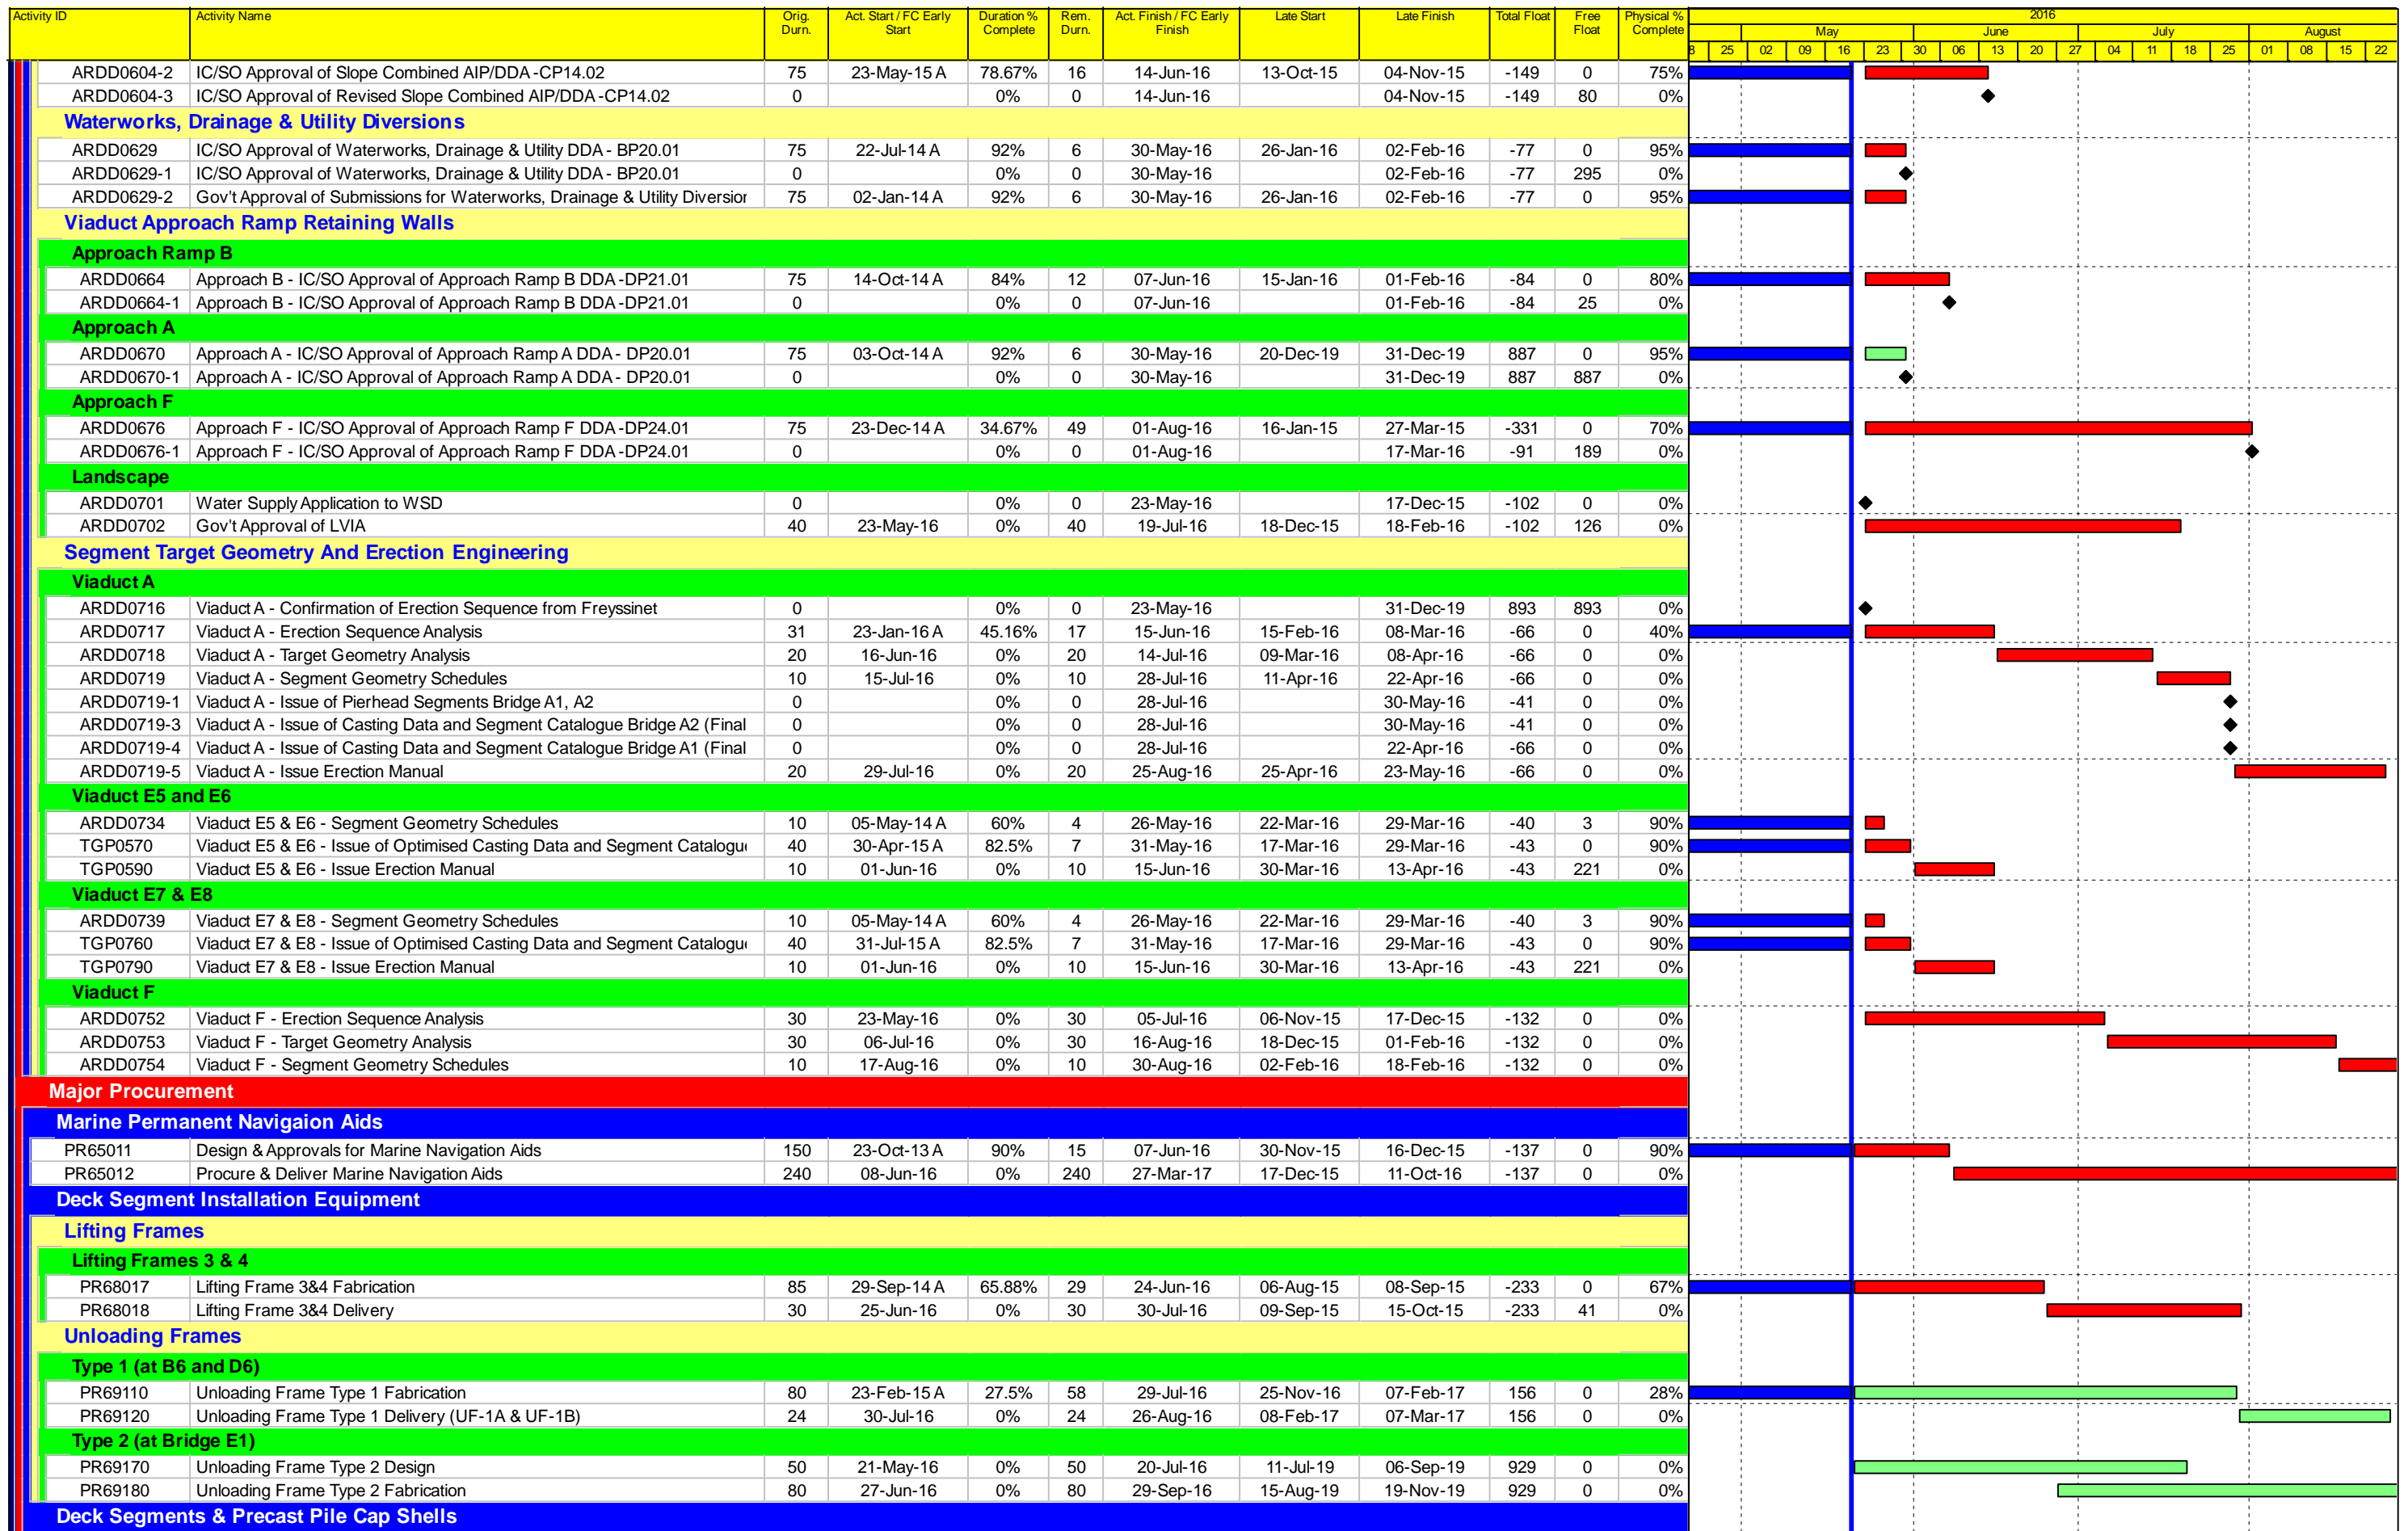 Activity ID Activity Name Orig. Durn. Act. Start / FC Early Start Duration % Complete Rem. Durn. Act. Finish / FC Early Finish Late Start Late Finish Total Float Free Float Physical % Complete 2016
May June July August
8 25 02 09 16 23 30 06 13 20 27 04 11 18 25 01 08 15 22
ARDD0604-2 IC/SO Approval of Slope Combined AIP/DDA -CP14.02 75 23-May-15 A 78.67% 16 14-Jun-16 13-Oct-15 04-Nov-15 -149 0 75%
ARDD0604-3 IC/SO Approval of Revised Slope Combined AIP/DDA -CP14.02 0 0% 0 14-Jun-16 04-Nov-15 -149 80 0%
Waterworks, Drainage & Utility Diversions
ARDD0629 IC/SO Approval of Waterworks, Drainage & Utility DDA - BP20.01 75 22-Jul-14 A 92% 6 30-May-16 26-Jan-16 02-Feb-16 -77 0 95%
ARDD0629-1 IC/SO Approval of Waterworks, Drainage & Utility DDA - BP20.01 0 0% 0 30-May-16 02-Feb-16 -77 295 0%
ARDD0629-2 Gov't Approval of Submissions for Waterworks, Drainage & Utility Diversior 75 02-Jan-14 A 92% 6 30-May-16 26-Jan-16 02-Feb-16 -77 0 95%
Viaduct Approach Ramp Retaining Walls
Approach Ramp B
ARDD0664 Approach B - IC/SO Approval of Approach Ramp B DDA -DP21.01 75 14-Oct-14 A 84% 12 07-Jun-16 15-Jan-16 01-Feb-16 -84 0 80%
ARDD0664-1 Approach B - IC/SO Approval of Approach Ramp B DDA -DP21.01 0 0% 0 07-Jun-16 01-Feb-16 -84 25 0%
Approach A
ARDD0670 Approach A - IC/SO Approval of Approach Ramp A DDA - DP20.01 75 03-Oct-14 A 92% 6 30-May-16 20-Dec-19 31-Dec-19 887 0 95%
ARDD0670-1 Approach A - IC/SO Approval of Approach Ramp A DDA - DP20.01 0 0% 0 30-May-16 31-Dec-19 887 887 0%
Approach F
ARDD0676 Approach F - IC/SO Approval of Approach Ramp F DDA -DP24.01 75 23-Dec-14 A 34.67% 49 01-Aug-16 16-Jan-15 27-Mar-15 -331 0 70%
ARDD0676-1 Approach F - IC/SO Approval of Approach Ramp F DDA -DP24.01 0 0% 0 01-Aug-16 17-Mar-16 -91 189 0%
Landscape
ARDD0701 Water Supply Application to WSD 0 0% 0 23-May-16 17-Dec-15 -102 0 0%
ARDD0702 Gov't Approval of LVIA 40 23-May-16 0% 40 19-Jul-16 18-Dec-15 18-Feb-16 -102 126 0%
Segment Target Geometry And Erection Engineering
Viaduct A
ARDD0716 Viaduct A - Confirmation of Erection Sequence from Freyssinet 0 0% 0 23-May-16 31-Dec-19 893 893 0%
ARDD0717 Viaduct A - Erection Sequence Analysis 31 23-Jan-16 A 45.16% 17 15-Jun-16 15-Feb-16 08-Mar-16 -66 0 40%
ARDD0718 Viaduct A - Target Geometry Analysis 20 16-Jun-16 0% 20 14-Jul-16 09-Mar-16 08-Apr-16 -66 0 0%
ARDD0719 Viaduct A - Segment Geometry Schedules 10 15-Jul-16 0% 10 28-Jul-16 11-Apr-16 22-Apr-16 -66 0 0%
ARDD0719-1 Viaduct A - Issue of Pierhead Segments Bridge A1, A2 0 0% 0 28-Jul-16 30-May-16 -41 0 0%
ARDD0719-3 Viaduct A - Issue of Casting Data and Segment Catalogue Bridge A2 (Final 0 0% 0 28-Jul-16 30-May-16 -41 0 0%
ARDD0719-4 Viaduct A - Issue of Casting Data and Segment Catalogue Bridge A1 (Final 0 0% 0 28-Jul-16 22-Apr-16 -66 0 0%
ARDD0719-5 Viaduct A - Issue Erection Manual 20 29-Jul-16 0% 20 25-Aug-16 25-Apr-16 23-May-16 -66 0 0%
Viaduct E5 and E6
ARDD0734 Viaduct E5 & E6 - Segment Geometry Schedules 10 05-May-14 A 60% 4 26-May-16 22-Mar-16 29-Mar-16 -40 3 90%
TGP0570 Viaduct E5 & E6 - Issue of Optimised Casting Data and Segment Catalogu 40 30-Apr-15 A 82.5% 7 31-May-16 17-Mar-16 29-Mar-16 -43 0 90%
TGP0590 Viaduct E5 & E6 - Issue Erection Manual 10 01-Jun-16 0% 10 15-Jun-16 30-Mar-16 13-Apr-16 -43 221 0%
Viaduct E7 & E8
ARDD0739 Viaduct E7 & E8 - Segment Geometry Schedules 10 05-May-14 A 60% 4 26-May-16 22-Mar-16 29-Mar-16 -40 3 90%
TGP0760 Viaduct E7 & E8 - Issue of Optimised Casting Data and Segment Catalogu 40 31-Jul-15 A 82.5% 7 31-May-16 17-Mar-16 29-Mar-16 -43 0 90%
TGP0790 Viaduct E7 & E8 - Issue Erection Manual 10 01-Jun-16 0% 10 15-Jun-16 30-Mar-16 13-Apr-16 -43 221 0%
Viaduct F
ARDD0752 Viaduct F - Erection Sequence Analysis 30 23-May-16 0% 30 05-Jul-16 06-Nov-15 17-Dec-15 -132 0 0%
ARDD0753 Viaduct F - Target Geometry Analysis 30 06-Jul-16 0% 30 16-Aug-16 18-Dec-15 01-Feb-16 -132 0 0%
ARDD0754 Viaduct F - Segment Geometry Schedules 10 17-Aug-16 0% 10 30-Aug-16 02-Feb-16 18-Feb-16 -132 0 0%
Major Procurement
Marine Permanent Navigaion Aids
PR65011 Design & Approvals for Marine Navigation Aids 150 23-Oct-13 A 90% 15 07-Jun-16 30-Nov-15 16-Dec-15 -137 0 90%
PR65012 Procure & Deliver Marine Navigation Aids 240 08-Jun-16 0% 240 27-Mar-17 17-Dec-15 11-Oct-16 -137 0 0%
Deck Segment Installation Equipment
Lifting Frames
Lifting Frames 3 & 4
PR68017 Lifting Frame 3&4 Fabrication 85 29-Sep-14 A 65.88% 29 24-Jun-16 06-Aug-15 08-Sep-15 -233 0 67%
PR68018 Lifting Frame 3&4 Delivery 30 25-Jun-16 0% 30 30-Jul-16 09-Sep-15 15-Oct-15 -233 41 0%
Unloading Frames
Type 1 (at B6 and D6)
PR69110 Unloading Frame Type 1 Fabrication 80 23-Feb-15 A 27.5% 58 29-Jul-16 25-Nov-16 07-Feb-17 156 0 28%
PR69120 Unloading Frame Type 1 Delivery (UF-1A & UF-1B) 24 30-Jul-16 0% 24 26-Aug-16 08-Feb-17 07-Mar-17 156 0 0%
Type 2 (at Bridge E1)
PR69170 Unloading Frame Type 2 Design 50 21-May-16 0% 50 20-Jul-16 11-Jul-19 06-Sep-19 929 0 0%
PR69180 Unloading Frame Type 2 Fabrication 80 27-Jun-16 0% 80 29-Sep-16 15-Aug-19 19-Nov-19 929 0 0%
Deck Segments & Precast Pile Cap Shells